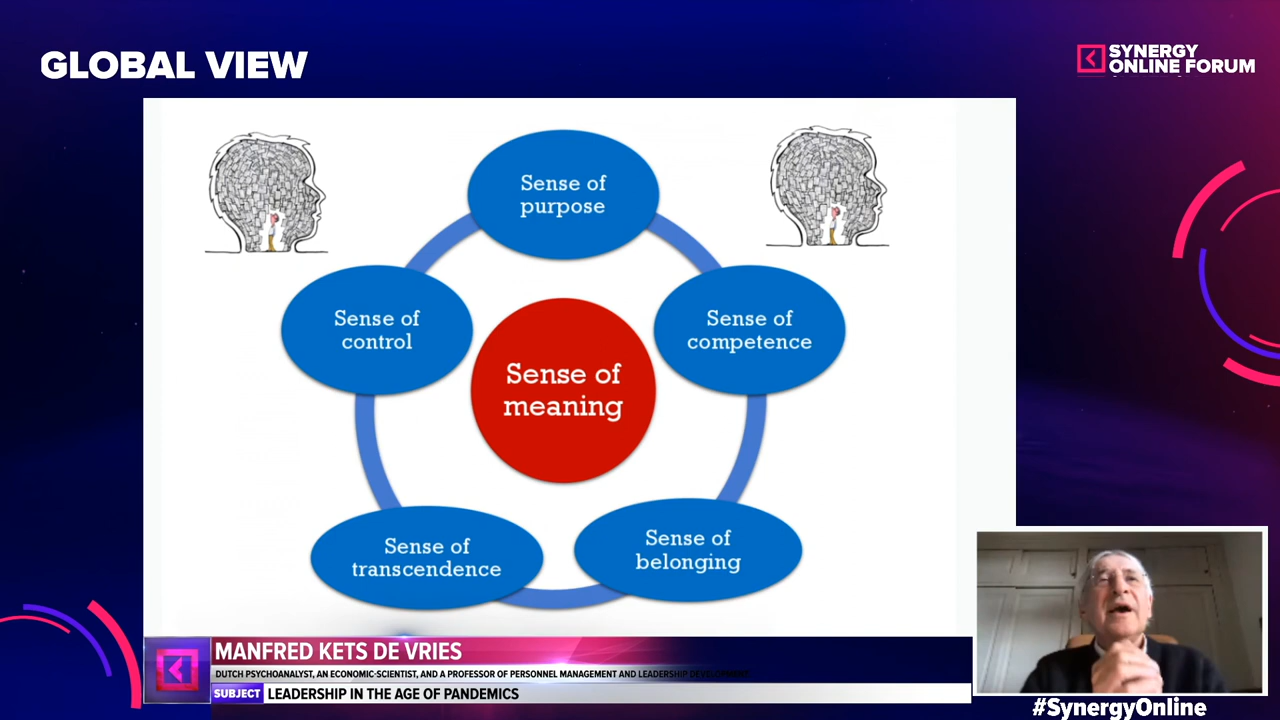 GLOBAL VIEW
SYNERGY
ONLINE FORUM
Sense of
purpose
Sense of
control
Sense of
competence
Sense of
meaning
Sense of
transcendence
Sense of
belonging
MANFRED KETS DE VRIES
DUTCH PSYCHOANALYST, AN ECONOMIC-SCIENTIST, AND A PROFESSOR OF PERSONNEL MANAGEMENT AND LEADERSHIP DEVELOPMENT
SUBJECT LEADERSHIP IN THE AGE OF PANDEMICS
#SynergyOnline